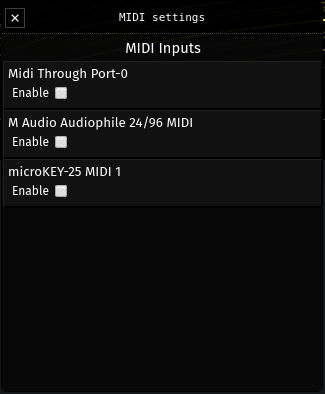 MIDI settings
MIDI Inputs
Midi Through Port-0
Enable
M Audio Audiophile 24/96 MIDI
Enable
microKEY-25 MIDI 1
Enable